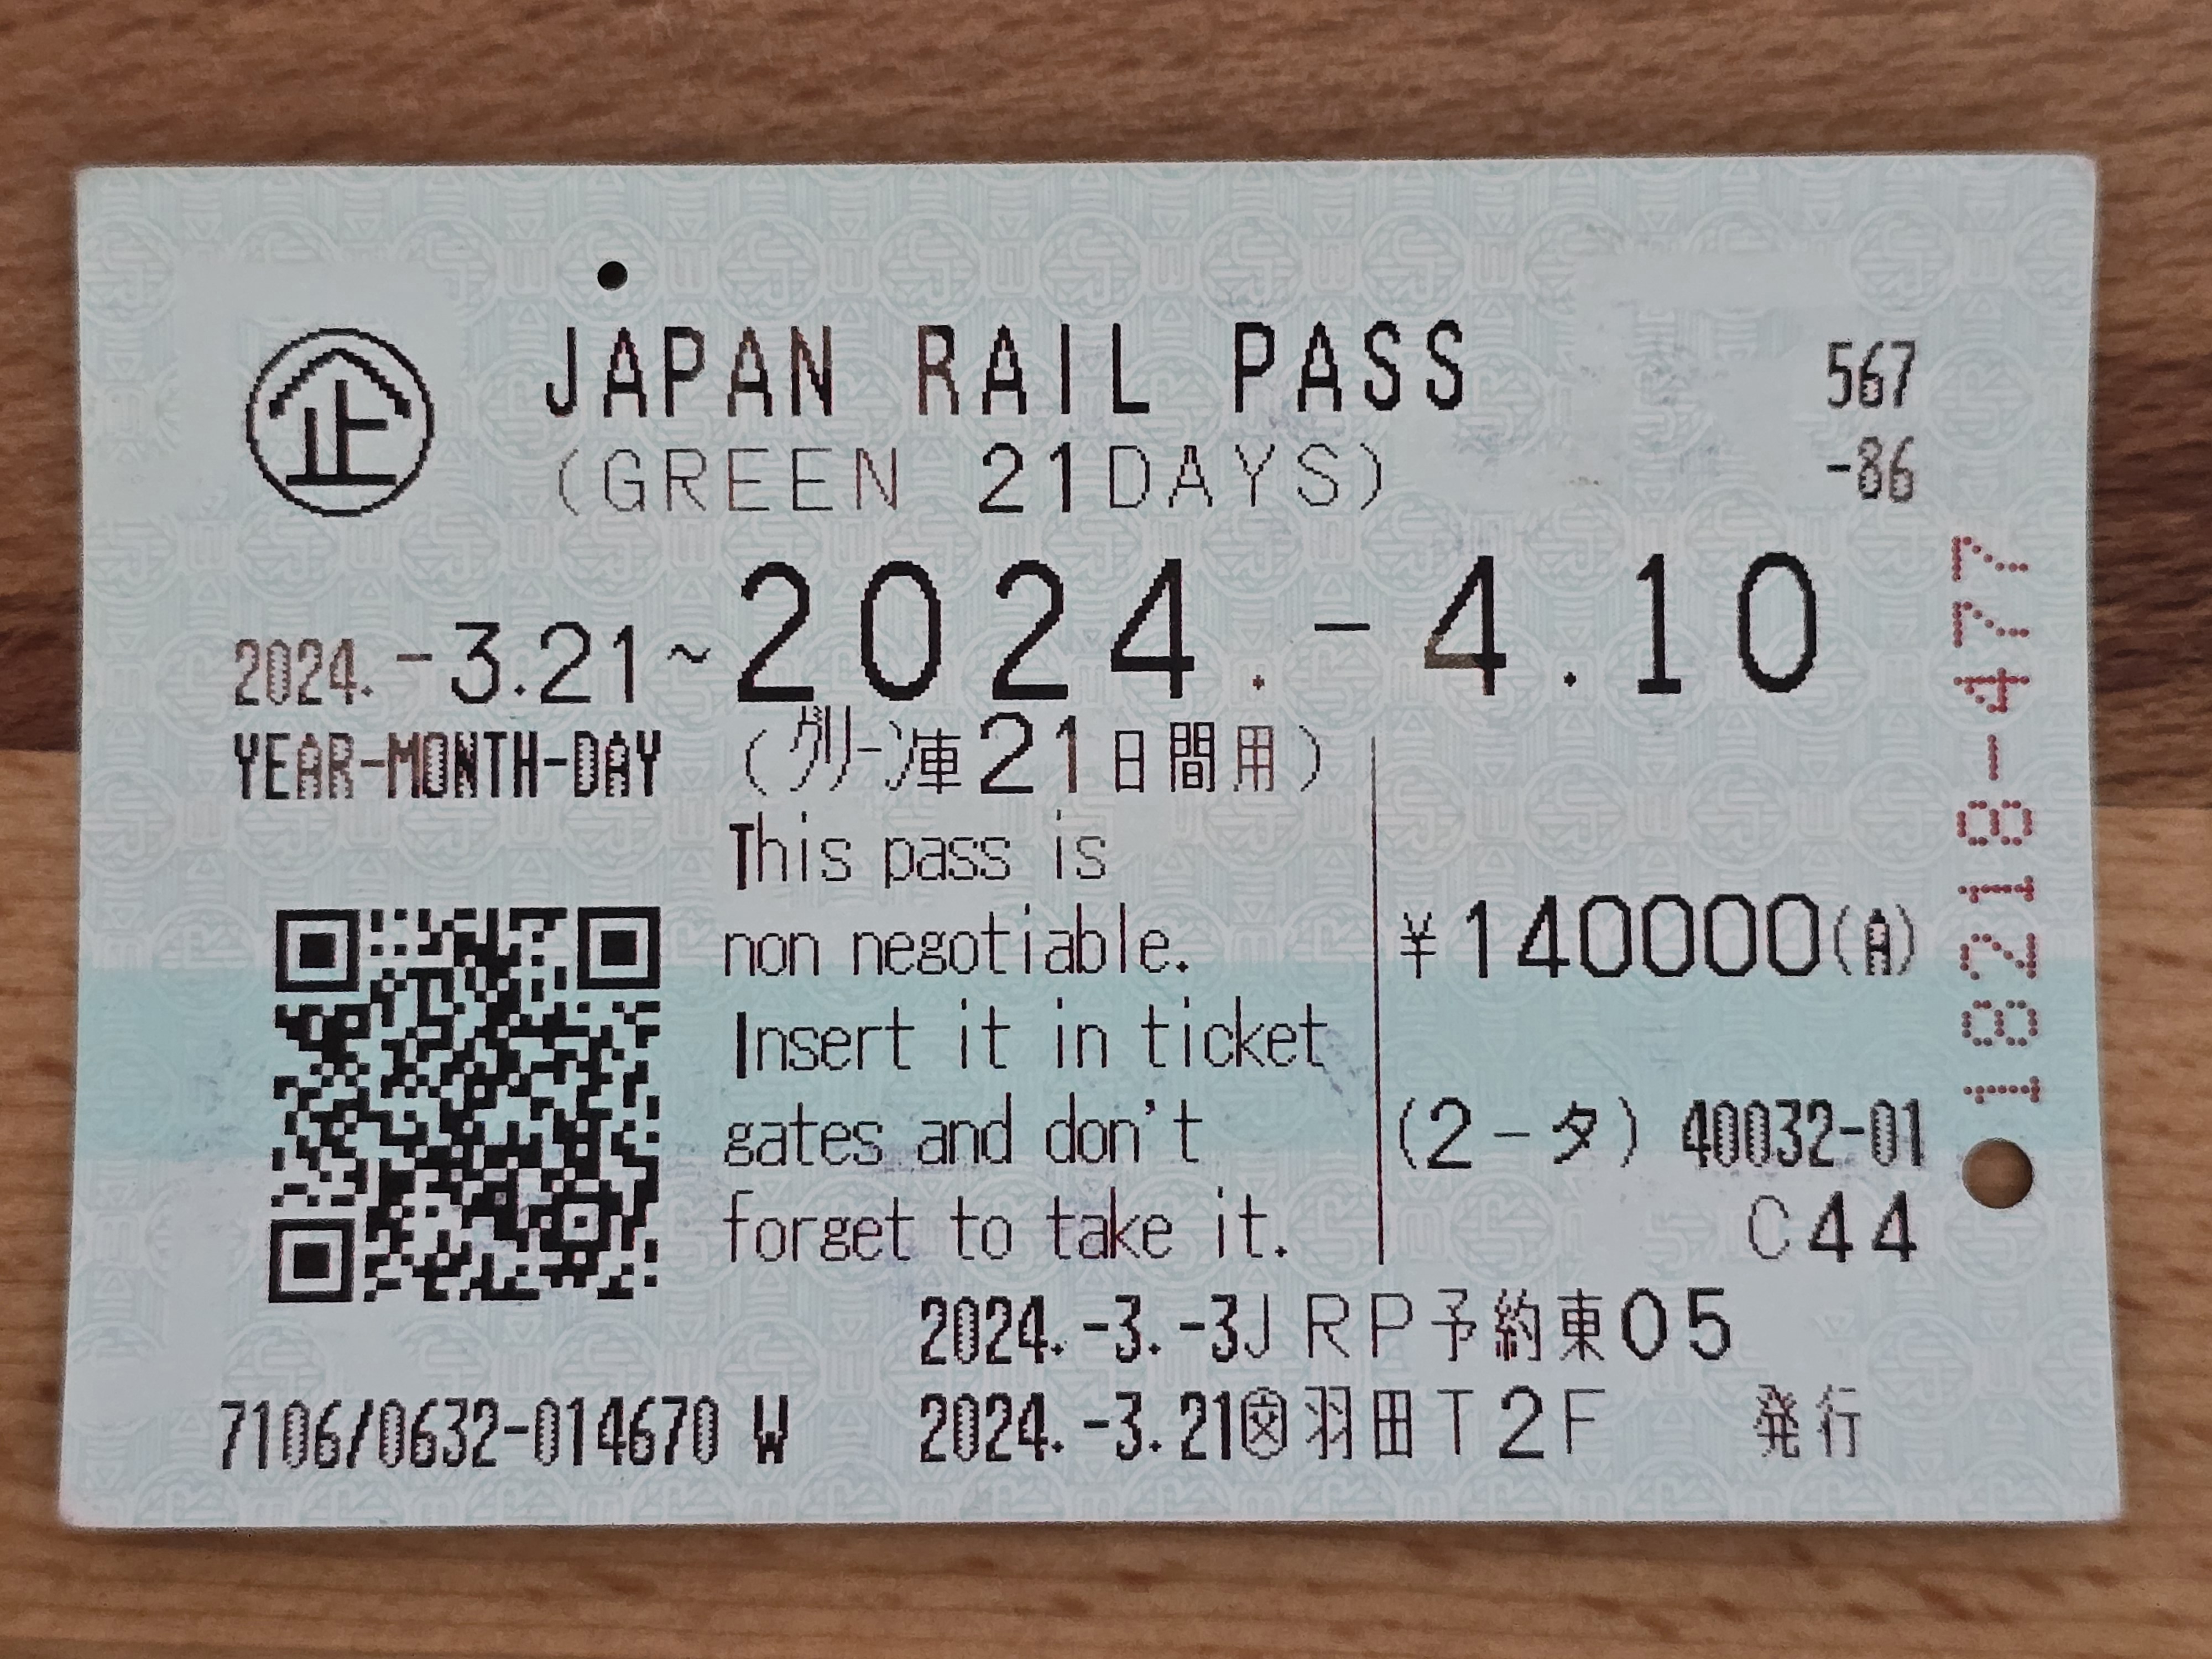 企 JAPAN RAIL PASS 567
(GREEN 21DAYS) -86
2024.-3.21~2024.-4.10
YEAR-MONTH-DAY (グリーン車21日間用)
This pass is
non negotiable. ¥140000(A)
Insert it in ticket
gates and don't (2-タ) 40032-01
forget to take it. C44
2024.-3.-3JRP予約東05
7106/0632-014670 W 2024.-3.21交羽田T2F 発行
18218-477